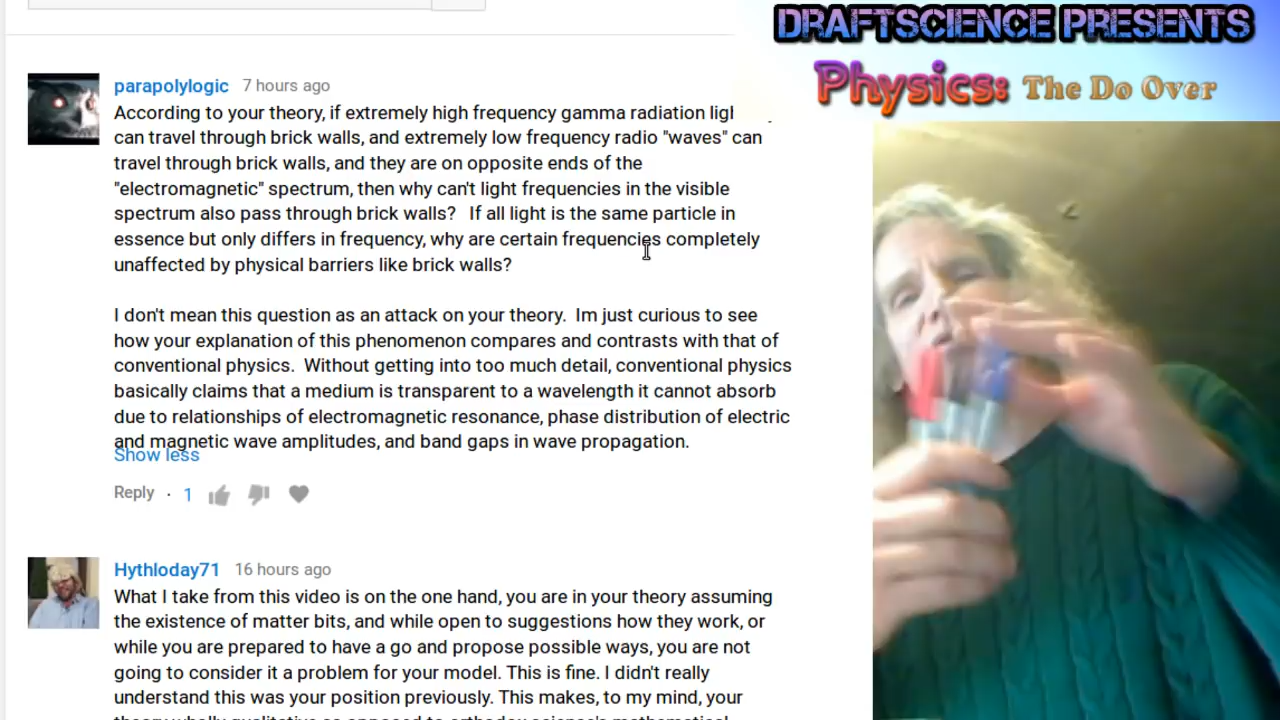 DRAFTSCIENCE PRESENTS
Physics: The Do Over
parapolylogic 7 hours ago
According to your theory, if extremely high frequency gamma radiation
can travel through brick walls, and extremely low frequency radio "waves" can
travel through brick walls, and they are on opposite ends of the
"electromagnetic" spectrum, then why can't light frequencies in the visible
spectrum also pass through brick walls?   If all light is the same particle in
essence but only differs in frequency, why are certain frequencies completely
unaffected by physical barriers like brick walls?
I don't mean this question as an attack on your theory.  Im just curious to see
how your explanation of this phenomenon compares and contrasts with that of
conventional physics.  Without getting into too much detail, conventional physics
basically claims that a medium is transparent to a wavelength it cannot absorb
due to relationships of electromagnetic resonance, phase distribution of electric
and magnetic wave amplitudes, and band gaps in wave propagation.
Show less
Reply · 1
Hythloday71 16 hours ago
What I take from this video is on the one hand, you are in your theory assuming
the existence of matter bits, and while open to suggestions how they work, or
while you are prepared to have a go and propose possible ways, you are not
going to consider it a problem for your model. This is fine. I didn't really
understand this was your position previously. This makes, to my mind, your